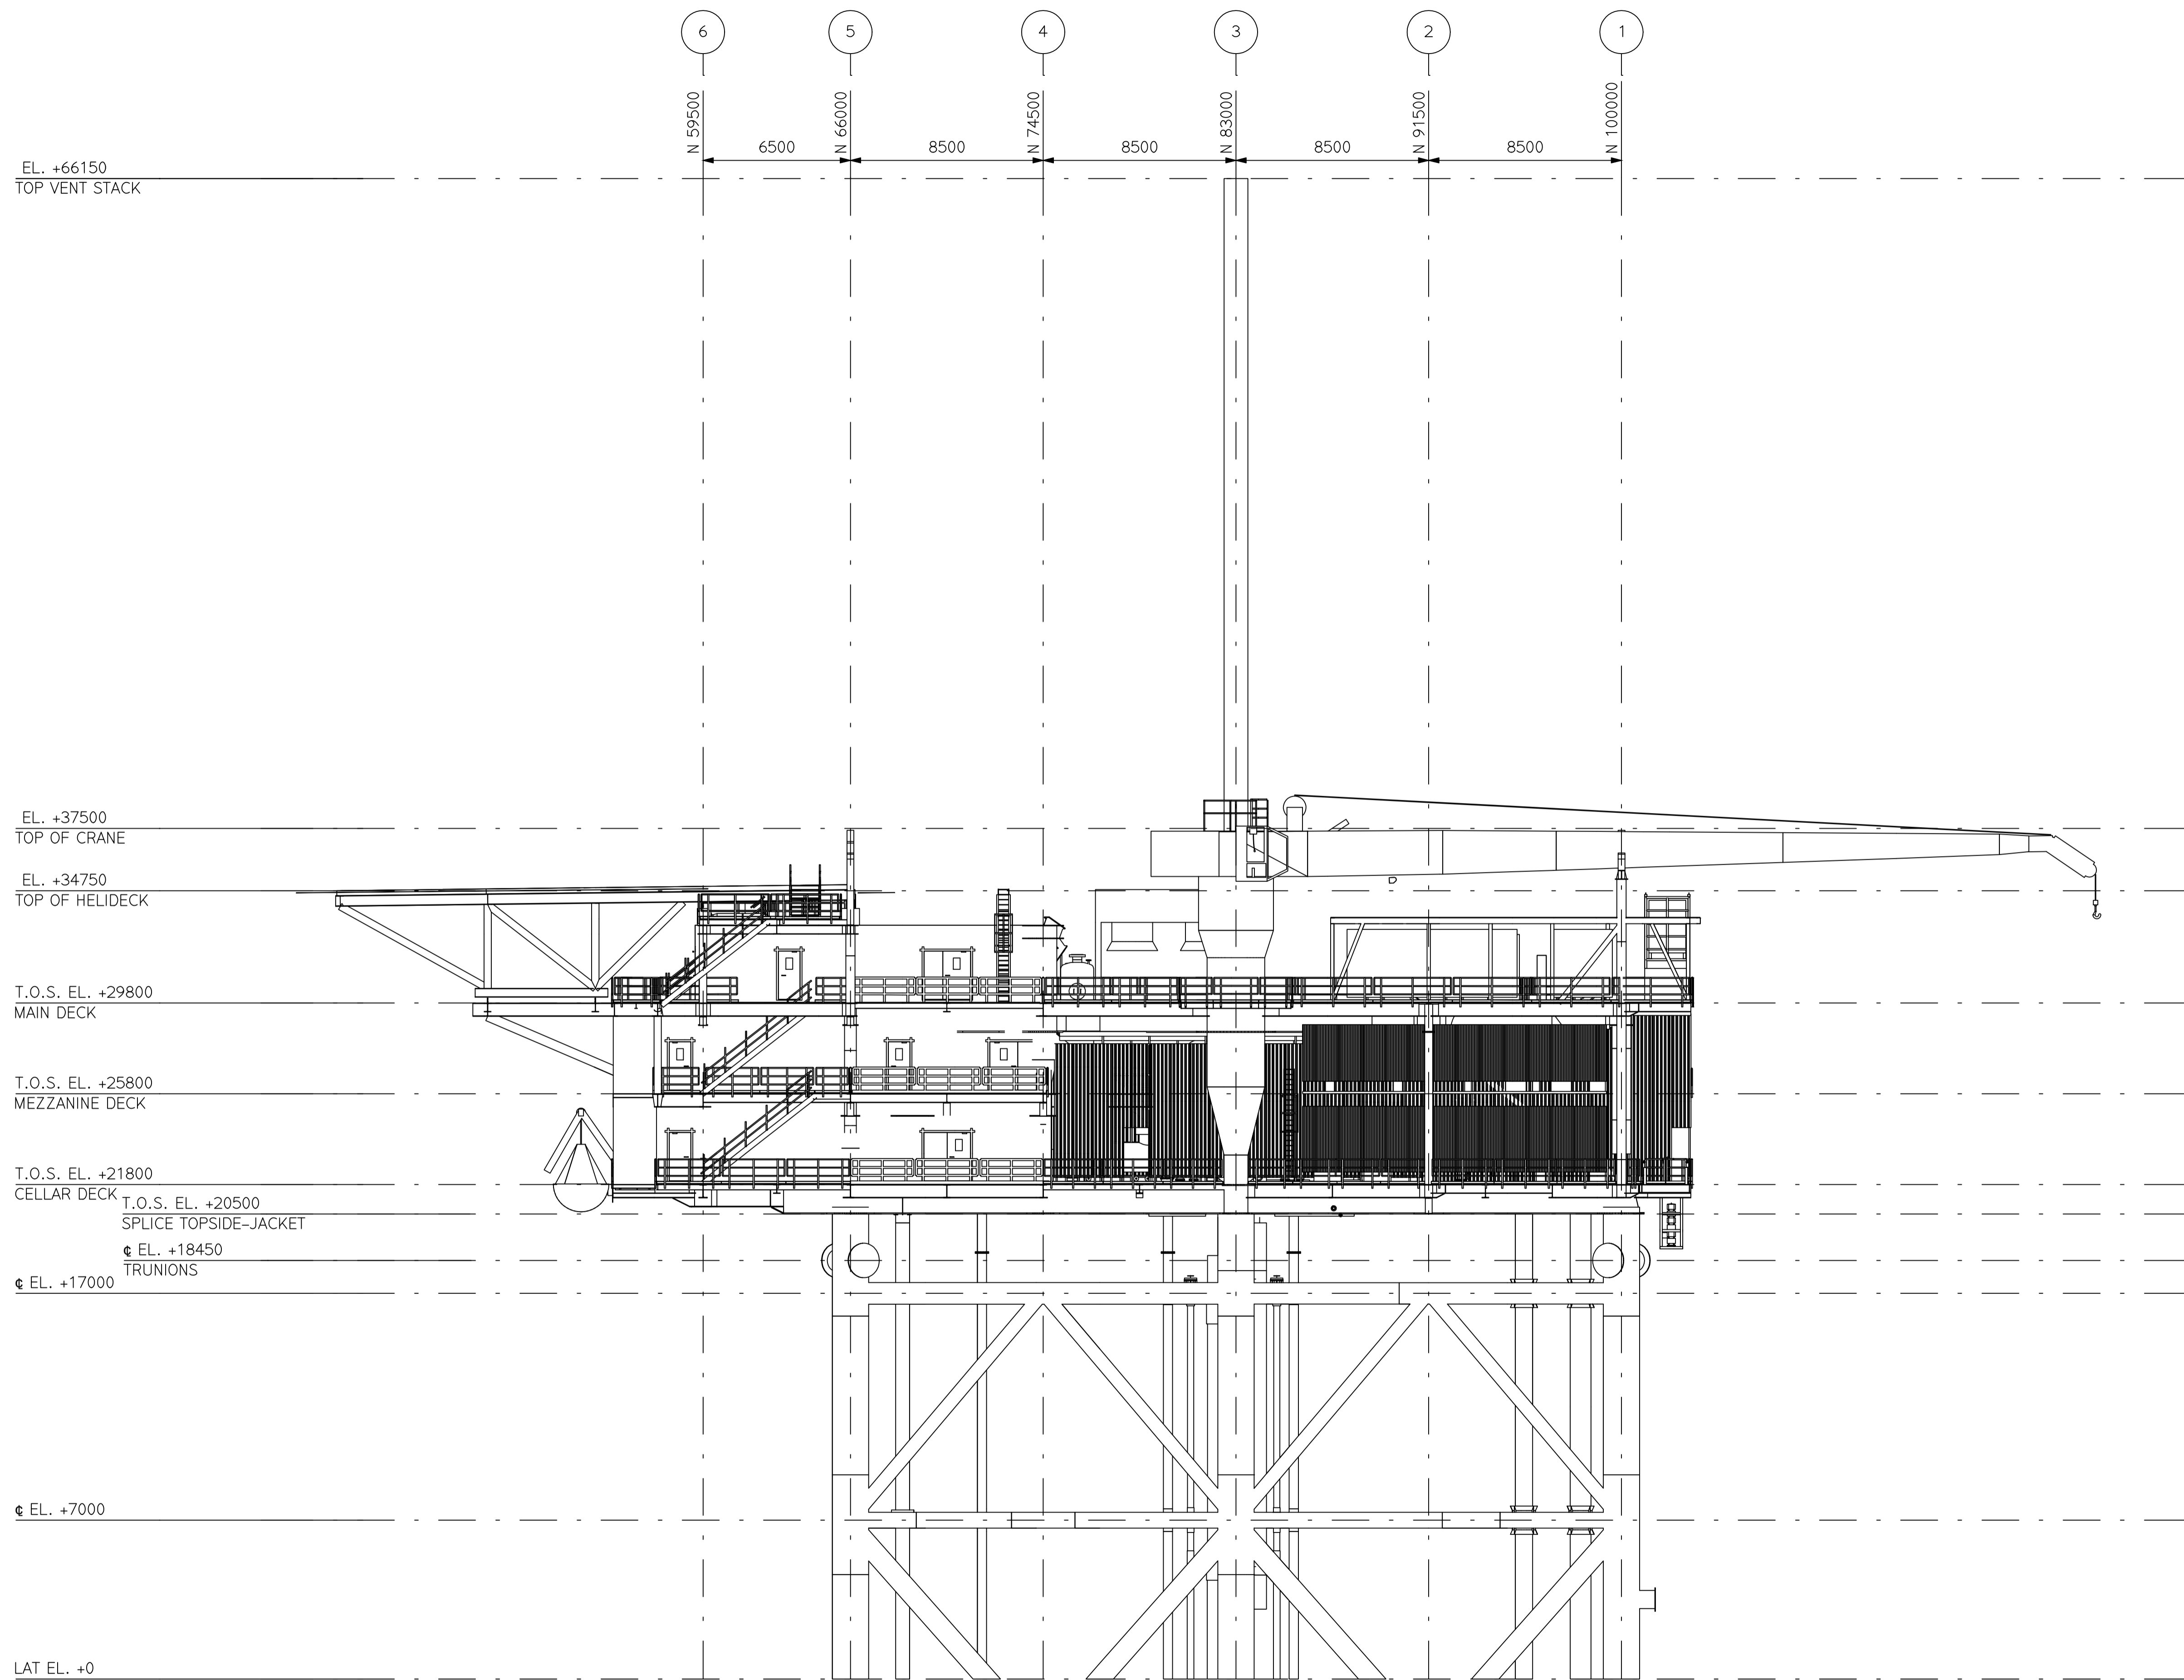 6 5 4 3 2 1
N 59500 N 66000 N 74500 N 83000 N 91500 N 100000
6500 8500 8500 8500 8500
EL. +66150
TOP VENT STACK
EL. +37500
TOP OF CRANE
EL. +34750
TOP OF HELIDECK
T.O.S. EL. +29800
MAIN DECK
T.O.S. EL. +25800
MEZZANINE DECK
T.O.S. EL. +21800
CELLAR DECK
T.O.S. EL. +20500
SPLICE TOPSIDE-JACKET
℄ EL. +18450
TRUNIONS
℄ EL. +17000
℄ EL. +7000
LAT EL. +0